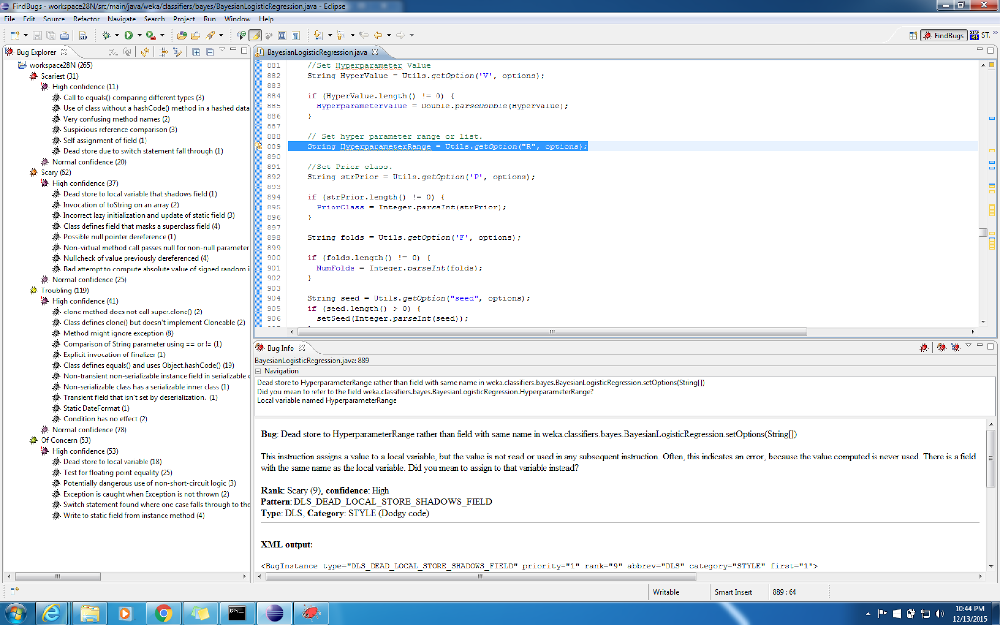 FindBugs - workspace28N/src/main/java/weka/classifiers/bayes/BayesianLogisticRegression.java - Eclipse
File Edit Source Refactor Navigate Search Project Run Window Help
FindBugs ST.
Bug Explorer
workspace28N (265)
Scariest (31)
High confidence (11)
Call to equals() comparing different types (3)
Use of class without a hashCode() method in a hashed data
Very confusing method names (2)
Suspicious reference comparison (3)
Self assignment of field (1)
Dead store due to switch statement fall through (1)
Normal confidence (20)
Scary (62)
High confidence (37)
Dead store to local variable that shadows field (1)
Invocation of toString on an array (2)
Incorrect lazy initialization and update of static field (3)
Class defines field that masks a superclass field (4)
Possible null pointer dereference (1)
Non-virtual method call passes null for non-null parameter
Nullcheck of value previously dereferenced (4)
Bad attempt to compute absolute value of signed random i
Normal confidence (25)
Troubling (119)
High confidence (41)
clone method does not call super.clone() (2)
Class defines clone() but doesn't implement Cloneable (2)
Method might ignore exception (8)
Comparison of String parameter using == or != (1)
Explicit invocation of finalizer (1)
Class defines equals() and uses Object.hashCode() (19)
Non-transient non-serializable instance field in serializable c
Non-serializable class has a serializable inner class (1)
Transient field that isn't set by deserialization. (1)
Static DateFormat (1)
Condition has no effect (2)
Normal confidence (78)
Of Concern (53)
High confidence (53)
Dead store to local variable (18)
Test for floating point equality (25)
Potentially dangerous use of non-short-circuit logic (3)
Exception is caught when Exception is not thrown (2)
Switch statement found where one case falls through to the
Write to static field from instance method (4)
BayesianLogisticRegression.java
881 //Set Hyperparameter Value
882 String HyperValue = Utils.getOption('V', options);
883
884 if (HyperValue.length() != 0) {
885 HyperparameterValue = Double.parseDouble(HyperValue);
886 }
887
888 // Set hyper parameter range or list.
889 String HyperparameterRange = Utils.getOption("R", options);
890
891 //Set Prior class.
892 String strPrior = Utils.getOption('P', options);
893
894 if (strPrior.length() != 0) {
895 PriorClass = Integer.parseInt(strPrior);
896 }
897
898 String folds = Utils.getOption('F', options);
899
900 if (folds.length() != 0) {
901 NumFolds = Integer.parseInt(folds);
902 }
903
904 String seed = Utils.getOption("seed", options);
905 if (seed.length() > 0) {
906 setSeed(Integer.parseInt(seed));
Bug Info
BayesianLogisticRegression.java: 889
Navigation
Dead store to HyperparameterRange rather than field with same name in weka.classifiers.bayes.BayesianLogisticRegression.setOptions(String[])
Did you mean to refer to the field weka.classifiers.bayes.BayesianLogisticRegression.HyperparameterRange?
Local variable named HyperparameterRange
Bug: Dead store to HyperparameterRange rather than field with same name in weka.classifiers.bayes.BayesianLogisticRegression.setOptions(String[])
This instruction assigns a value to a local variable, but the value is not read or used in any subsequent instruction. Often, this indicates an error, because the value computed is never used. There is a field
with the same name as the local variable. Did you mean to assign to that variable instead?
Rank: Scary (9), confidence: High
Pattern: DLS_DEAD_LOCAL_STORE_SHADOWS_FIELD
Type: DLS, Category: STYLE (Dodgy code)
XML output:
<BugInstance type="DLS_DEAD_LOCAL_STORE_SHADOWS_FIELD" priority="1" rank="9" abbrev="DLS" category="STYLE" first="1">
Writable Smart Insert 889 : 64
10:44 PM
12/13/2015